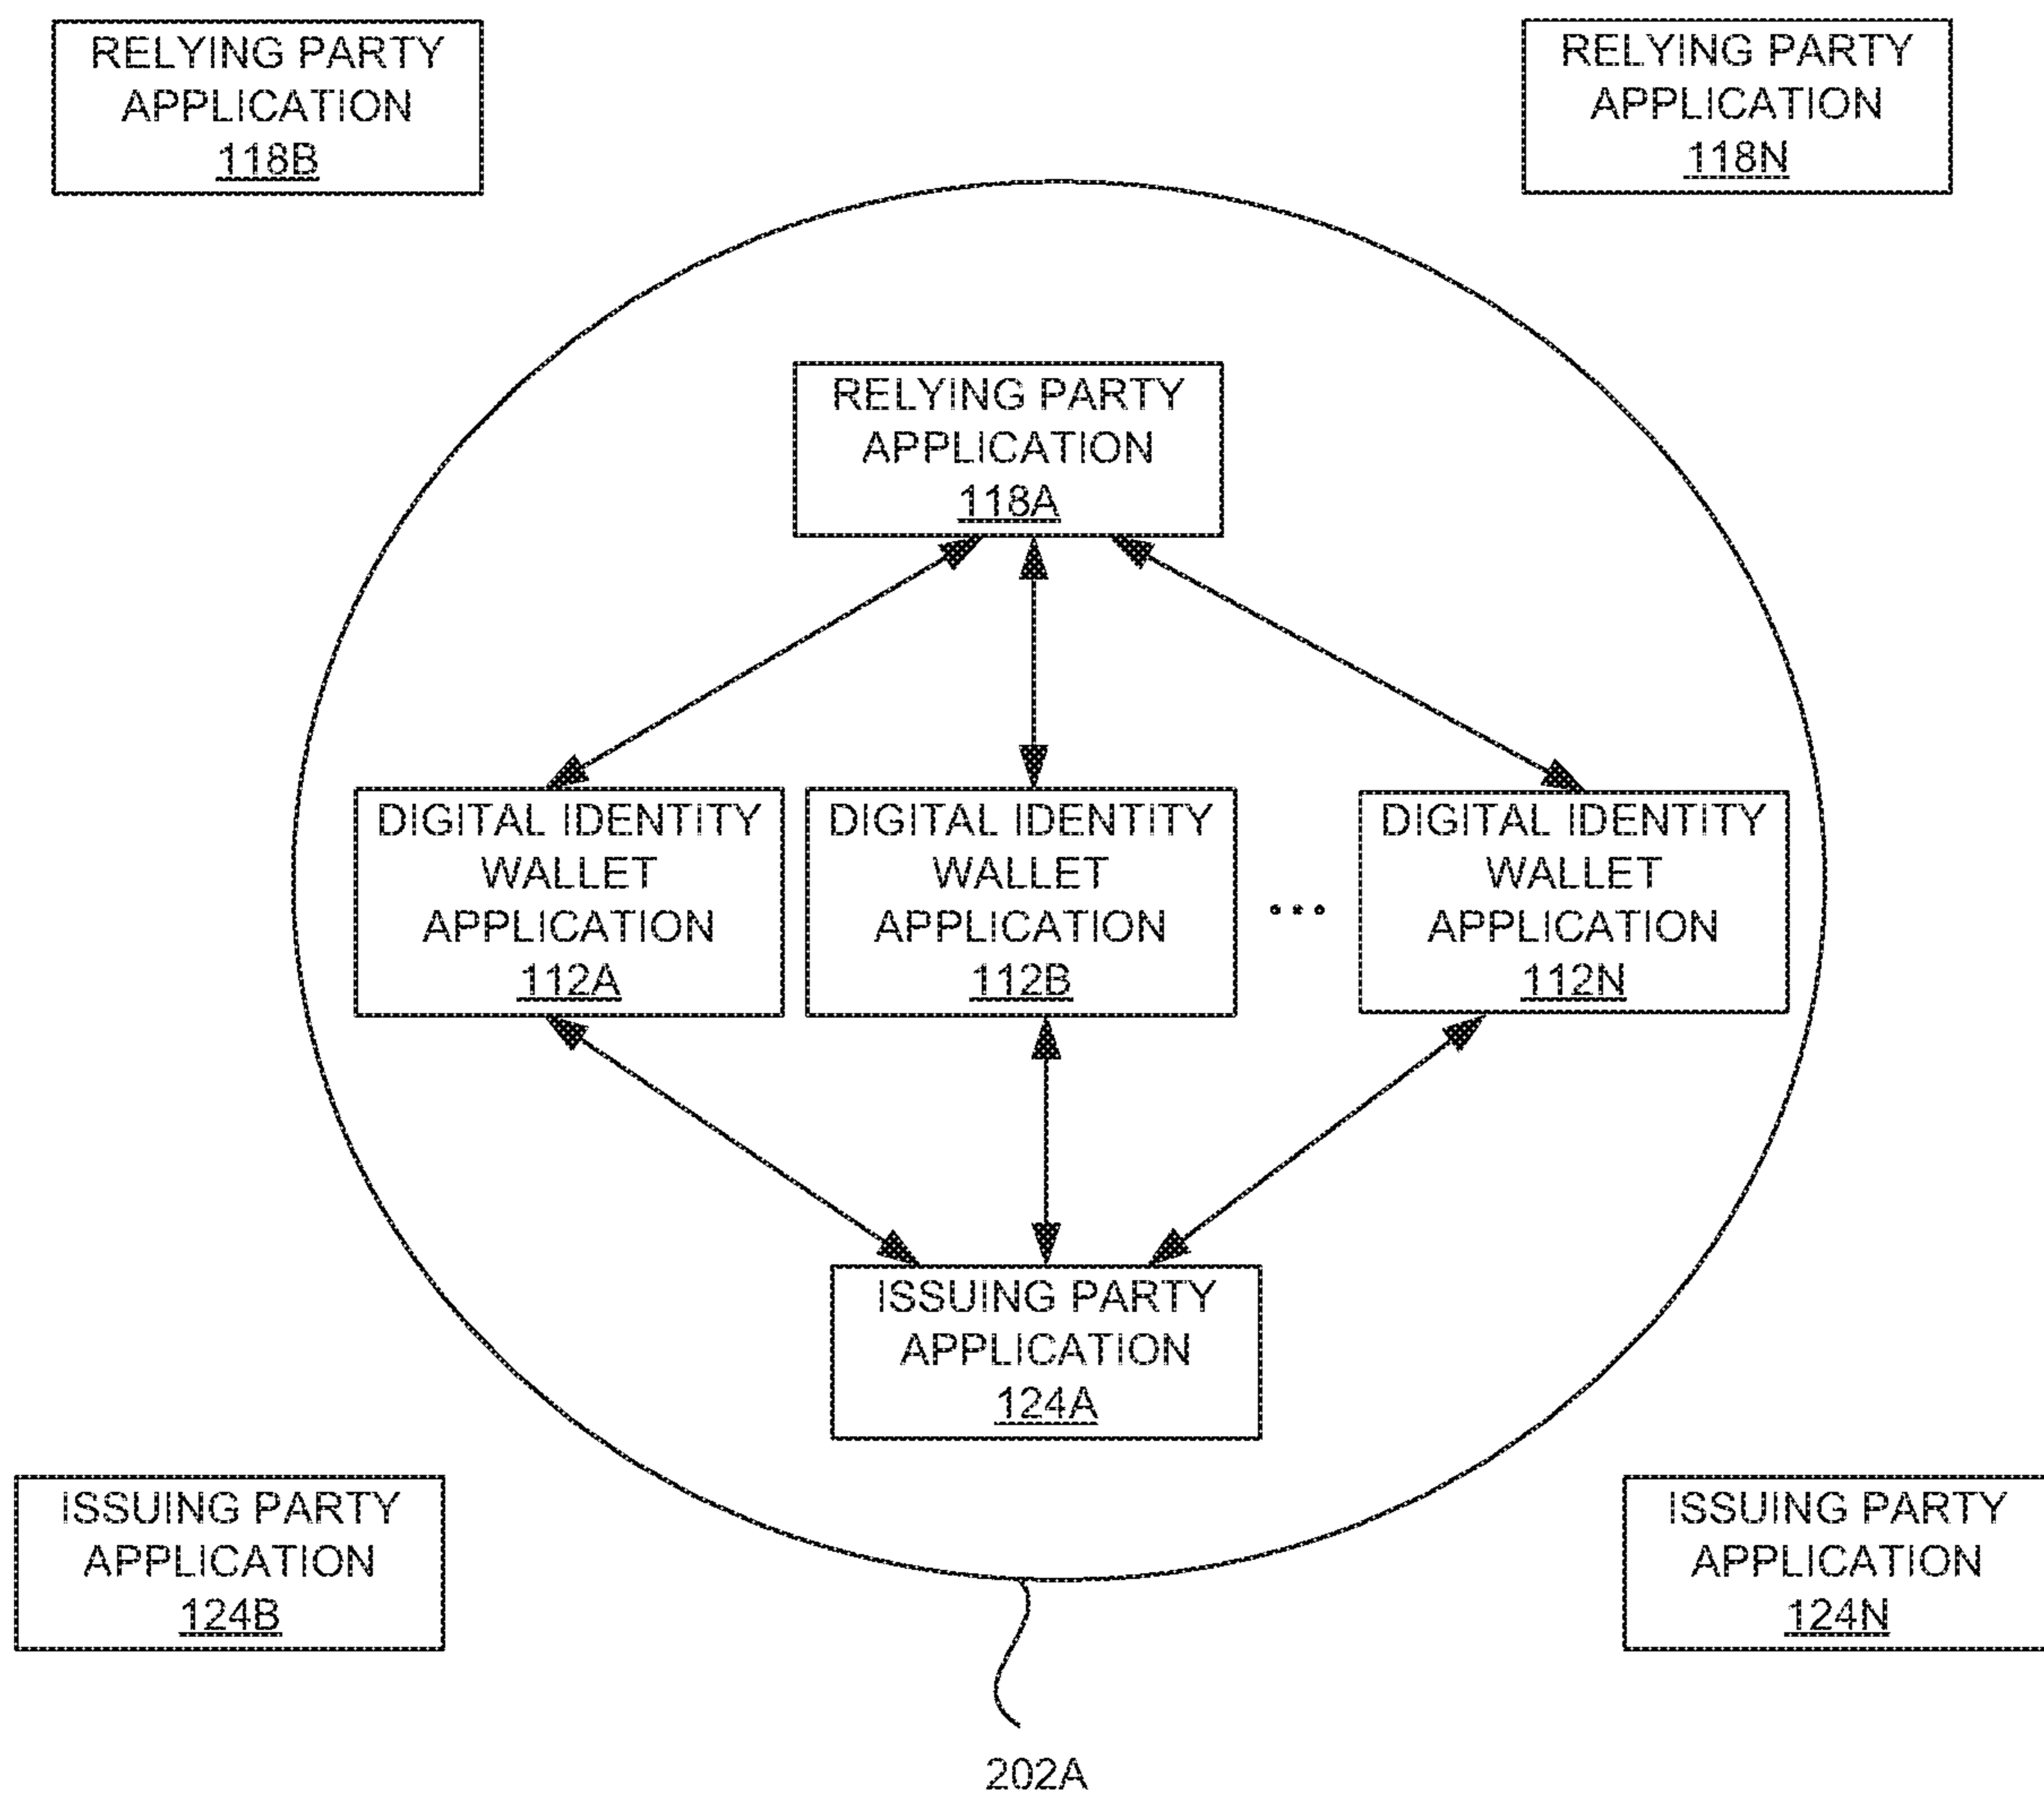 RELYING PARTY
APPLICATION
118B
RELYING PARTY
APPLICATION
118N
RELYING PARTY
APPLICATION
118A
DIGITAL IDENTITY
WALLET
APPLICATION
112A
DIGITAL IDENTITY
WALLET
APPLICATION
112B
...
DIGITAL IDENTITY
WALLET
APPLICATION
112N
ISSUING PARTY
APPLICATION
124A
ISSUING PARTY
APPLICATION
124B
ISSUING PARTY
APPLICATION
124N
202A